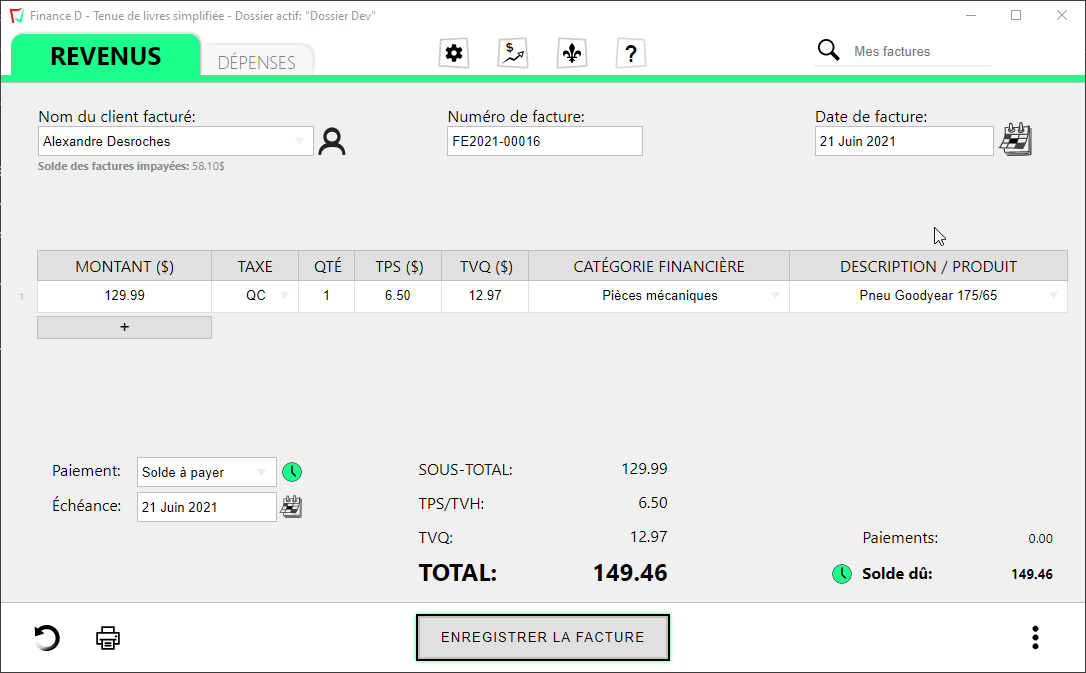 Finance D - Tenue de livres simplifiée - Dossier actif: "Dossier Dev"
REVENUS
DÉPENSES
$
?
Mes factures
Nom du client facturé:
Numéro de facture:
Date de facture:
Alexandre Desroches
FE2021-00016
21 Juin 2021
Solde des factures impayées: 58.10$
MONTANT ($) TAXE QTÉ TPS ($) TVQ ($) CATÉGORIE FINANCIÈRE DESCRIPTION / PRODUIT
1 129.99 QC 1 6.50 12.97 Pièces mécaniques Pneu Goodyear 175/65
+
Paiement: Solde à payer
Échéance: 21 Juin 2021
SOUS-TOTAL: 129.99
TPS/TVH: 6.50
TVQ: 12.97
TOTAL: 149.46
Paiements: 0.00
Solde dû: 149.46
ENREGISTRER LA FACTURE